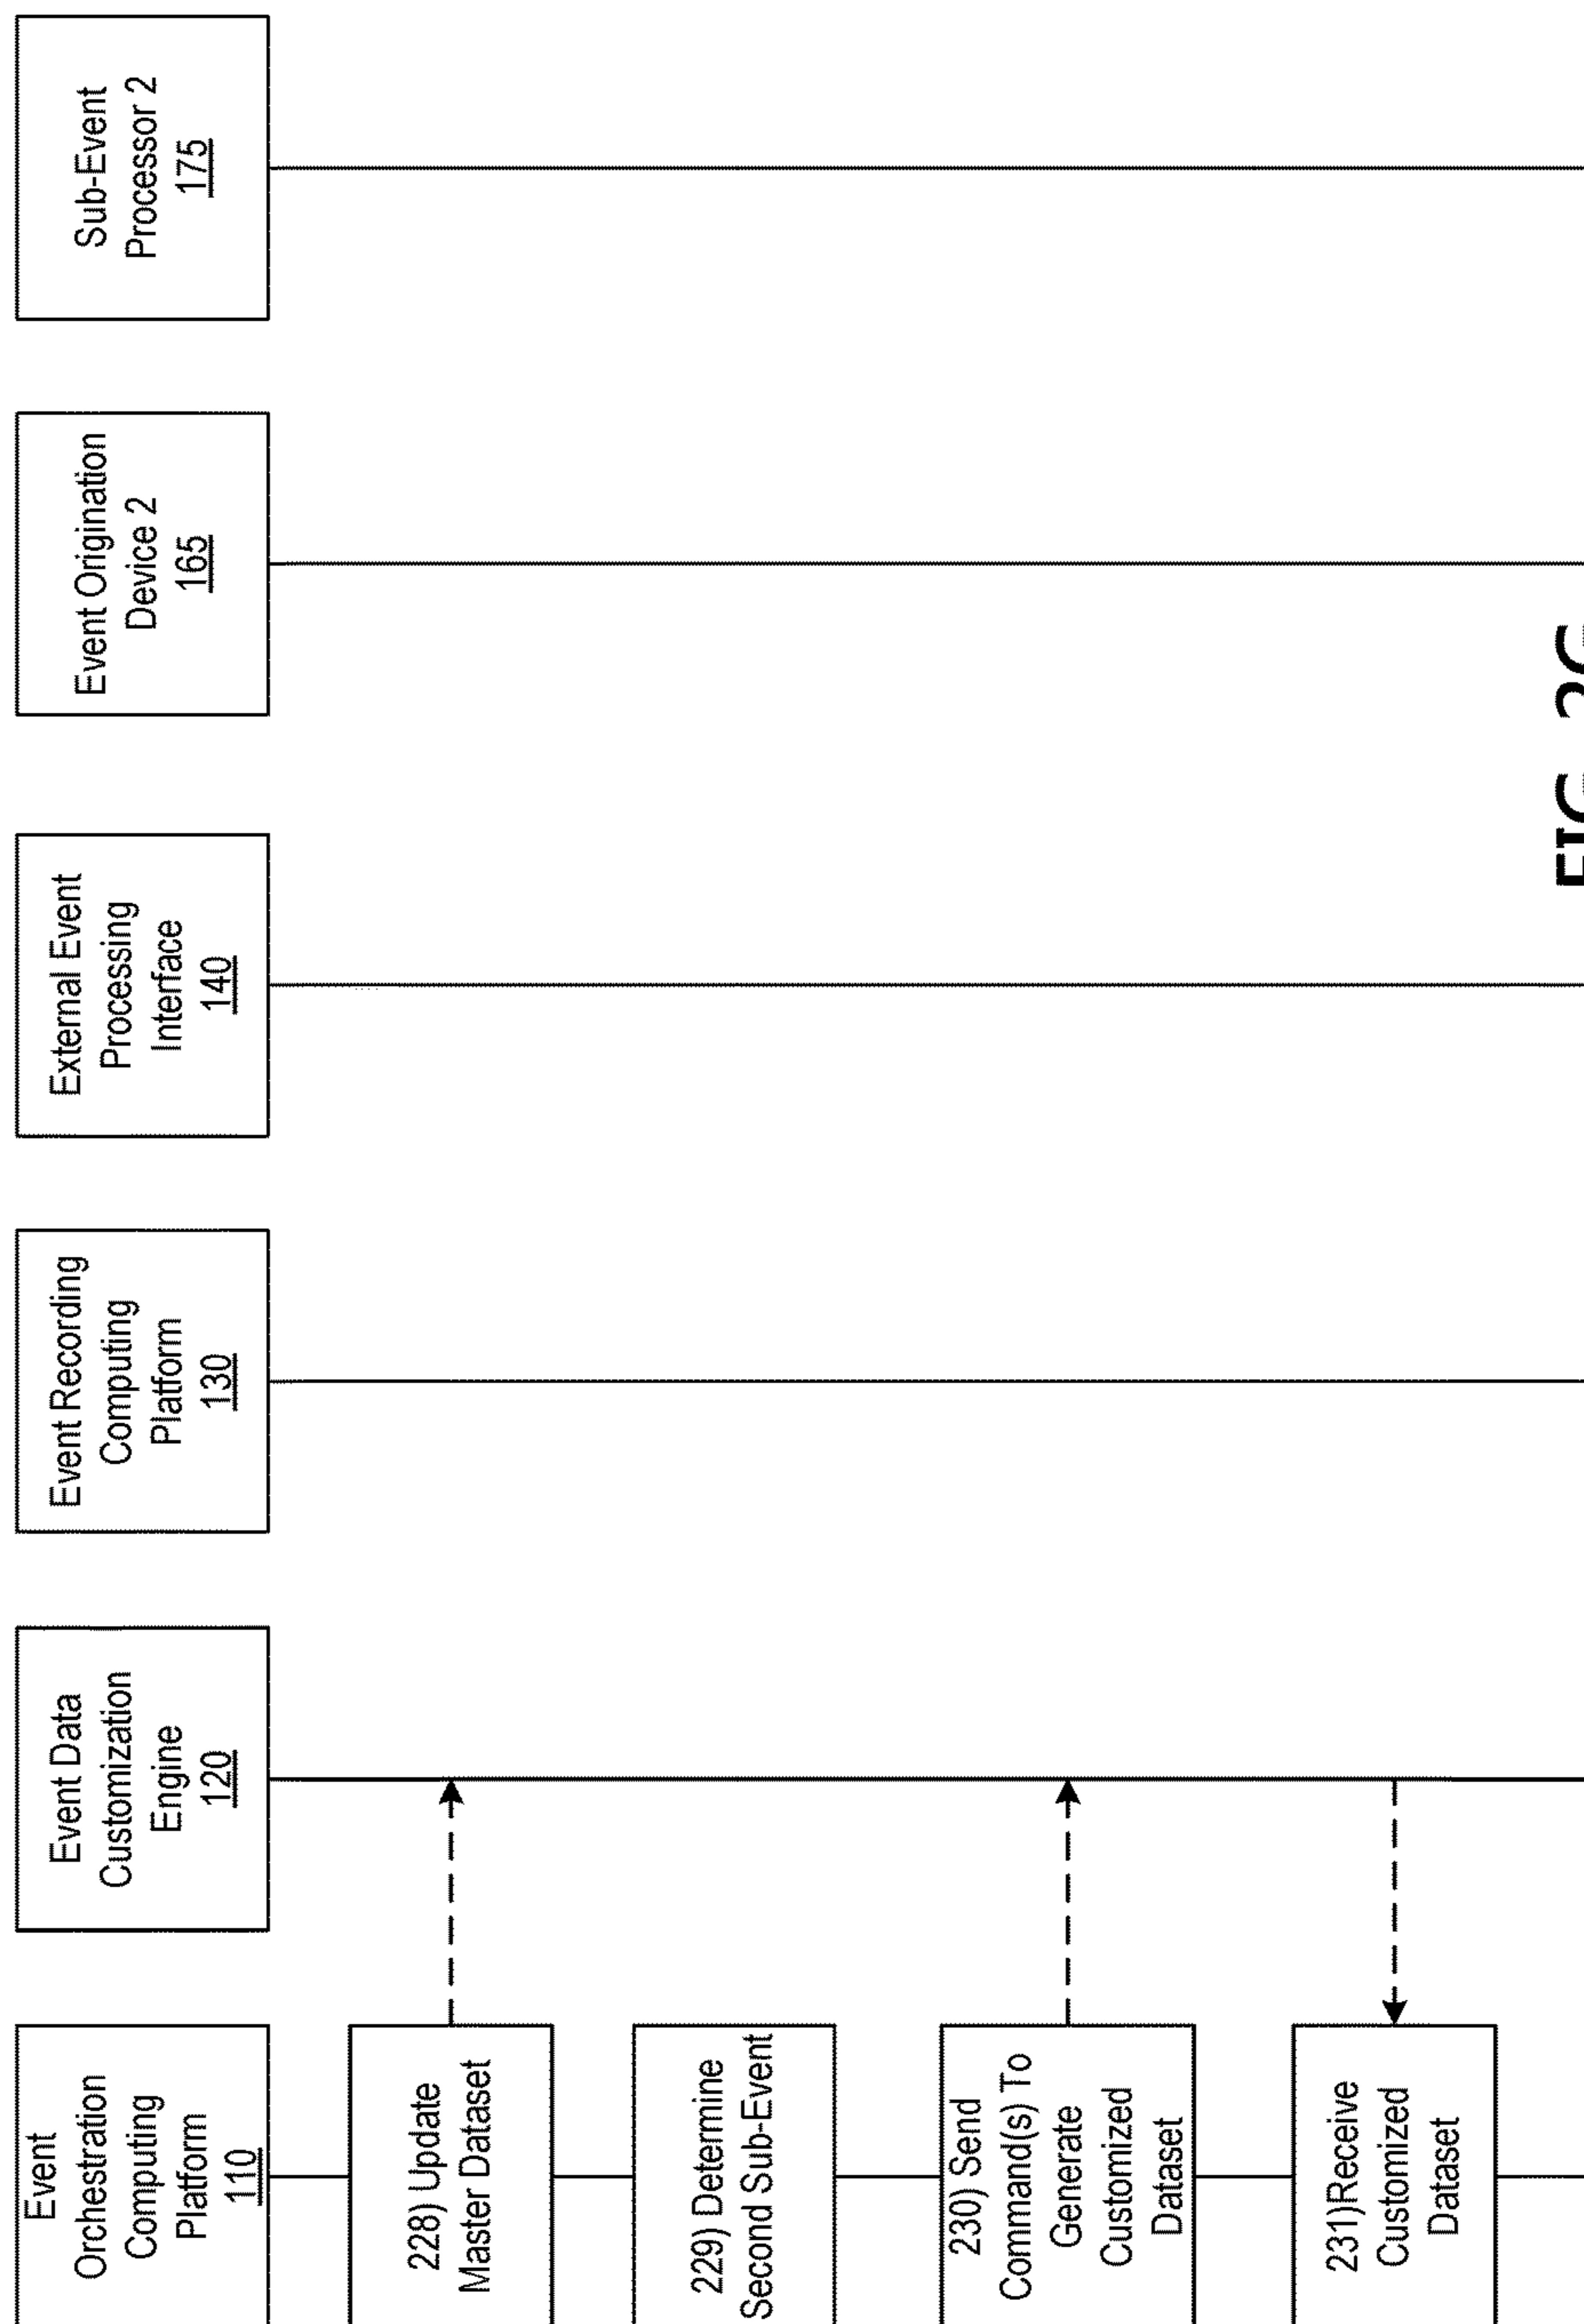 Event
Orchestration
Computing
Platform
110
Event Data
Customization
Engine
120
Event Recording
Computing
Platform
130
External Event
Processing
Interface
140
Event Origination
Device 2
165
Sub-Event
Processor 2
175
228) Update
Master Dataset
229) Determine
Second Sub-Event
230) Send
Command(s) To
Generate
Customized
Dataset
231)Receive
Customized
Dataset
FIG.